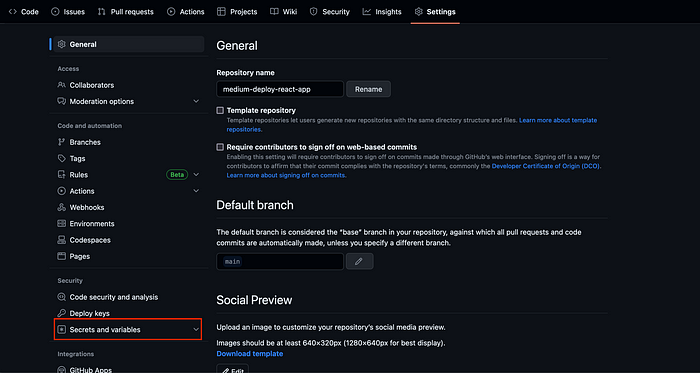 Code Issues Pull requests Actions Projects Wiki Security Insights Settings
General
Access
Collaborators
Moderation options
Code and automation
Branches
Tags
Rules Beta
Actions
Webhooks
Environments
Codespaces
Pages
Security
Code security and analysis
Deploy keys
Secrets and variables
Integrations
GitHub Apps
General
Repository name
medium-deploy-react-app Rename
Template repository
Template repositories let users generate new repositories with the same directory structure and files. Learn more about template
repositories.
Require contributors to sign off on web-based commits
Enabling this setting will require contributors to sign off on commits made through GitHub's web interface. Signing off is a way for
contributors to affirm that their commit complies with the repository's terms, commonly the Developer Certificate of Origin (DCO).
Learn more about signing off on commits.
Default branch
The default branch is considered the “base” branch in your repository, against which all pull requests and code
commits are automatically made, unless you specify a different branch.
main
Social Preview
Upload an image to customize your repository's social media preview.
Images should be at least 640×320px (1280×640px for best display).
Download template
Edit